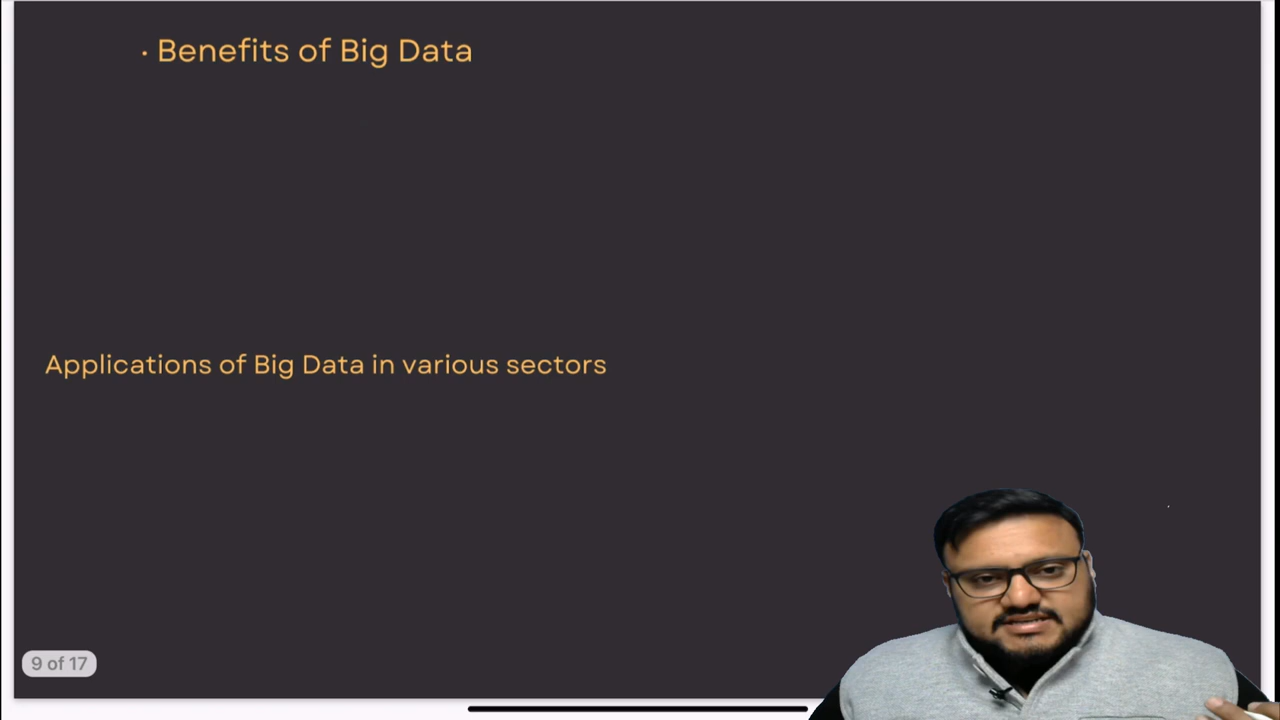 · Benefits of Big Data
Applications of Big Data in various sectors
9 of 17